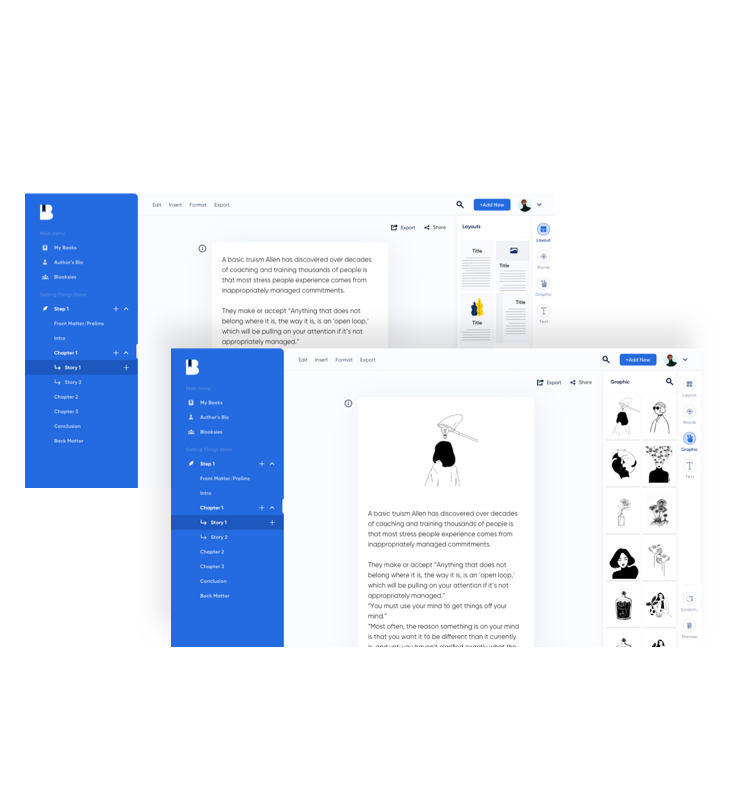 B
Main menu
My Books
Author's Bio
Blooksies
Getting Things Done
Step 1
Front Matter/Prelims
Intro
Chapter 1
Story 1
Story 2
Chapter 2
Chapter 3
Conclusion
Back Matter
Edit Insert Format Export
+Add New
Export Share
A basic truism Allen has discovered over decades
of coaching and training thousands of people is
that most stress people experience comes from
inappropriately managed commitments.
They make or accept "Anything that does not
belong where it is, the way it is, is an 'open loop,'
which will be pulling on your attention if it's not
appropriately managed."
Layouts
Title
Title
Title
Title
Layout
Words
Graphic
Text
B
Main menu
My Books
Author's Bio
Blooksies
Getting Things Done
Step 1
Front Matter/Prelims
Intro
Chapter 1
Story 1
Story 2
Chapter 2
Chapter 3
Conclusion
Back Matter
Edit Insert Format Export
+Add New
Export Share
A basic truism Allen has discovered over decades
of coaching and training thousands of people is
that most stress people experience comes from
inappropriately managed commitments.
They make or accept "Anything that does not
belong where it is, the way it is, is an 'open loop,'
which will be pulling on your attention if it's not
appropriately managed."
"You must use your mind to get things off your
mind."
"Most often, the reason something is on your mind
is that you want it to be different than it currently
is, and yet: you haven't clarified exactly what the
Graphic
Layout
Words
Graphic
Text
Scratch..
Planner